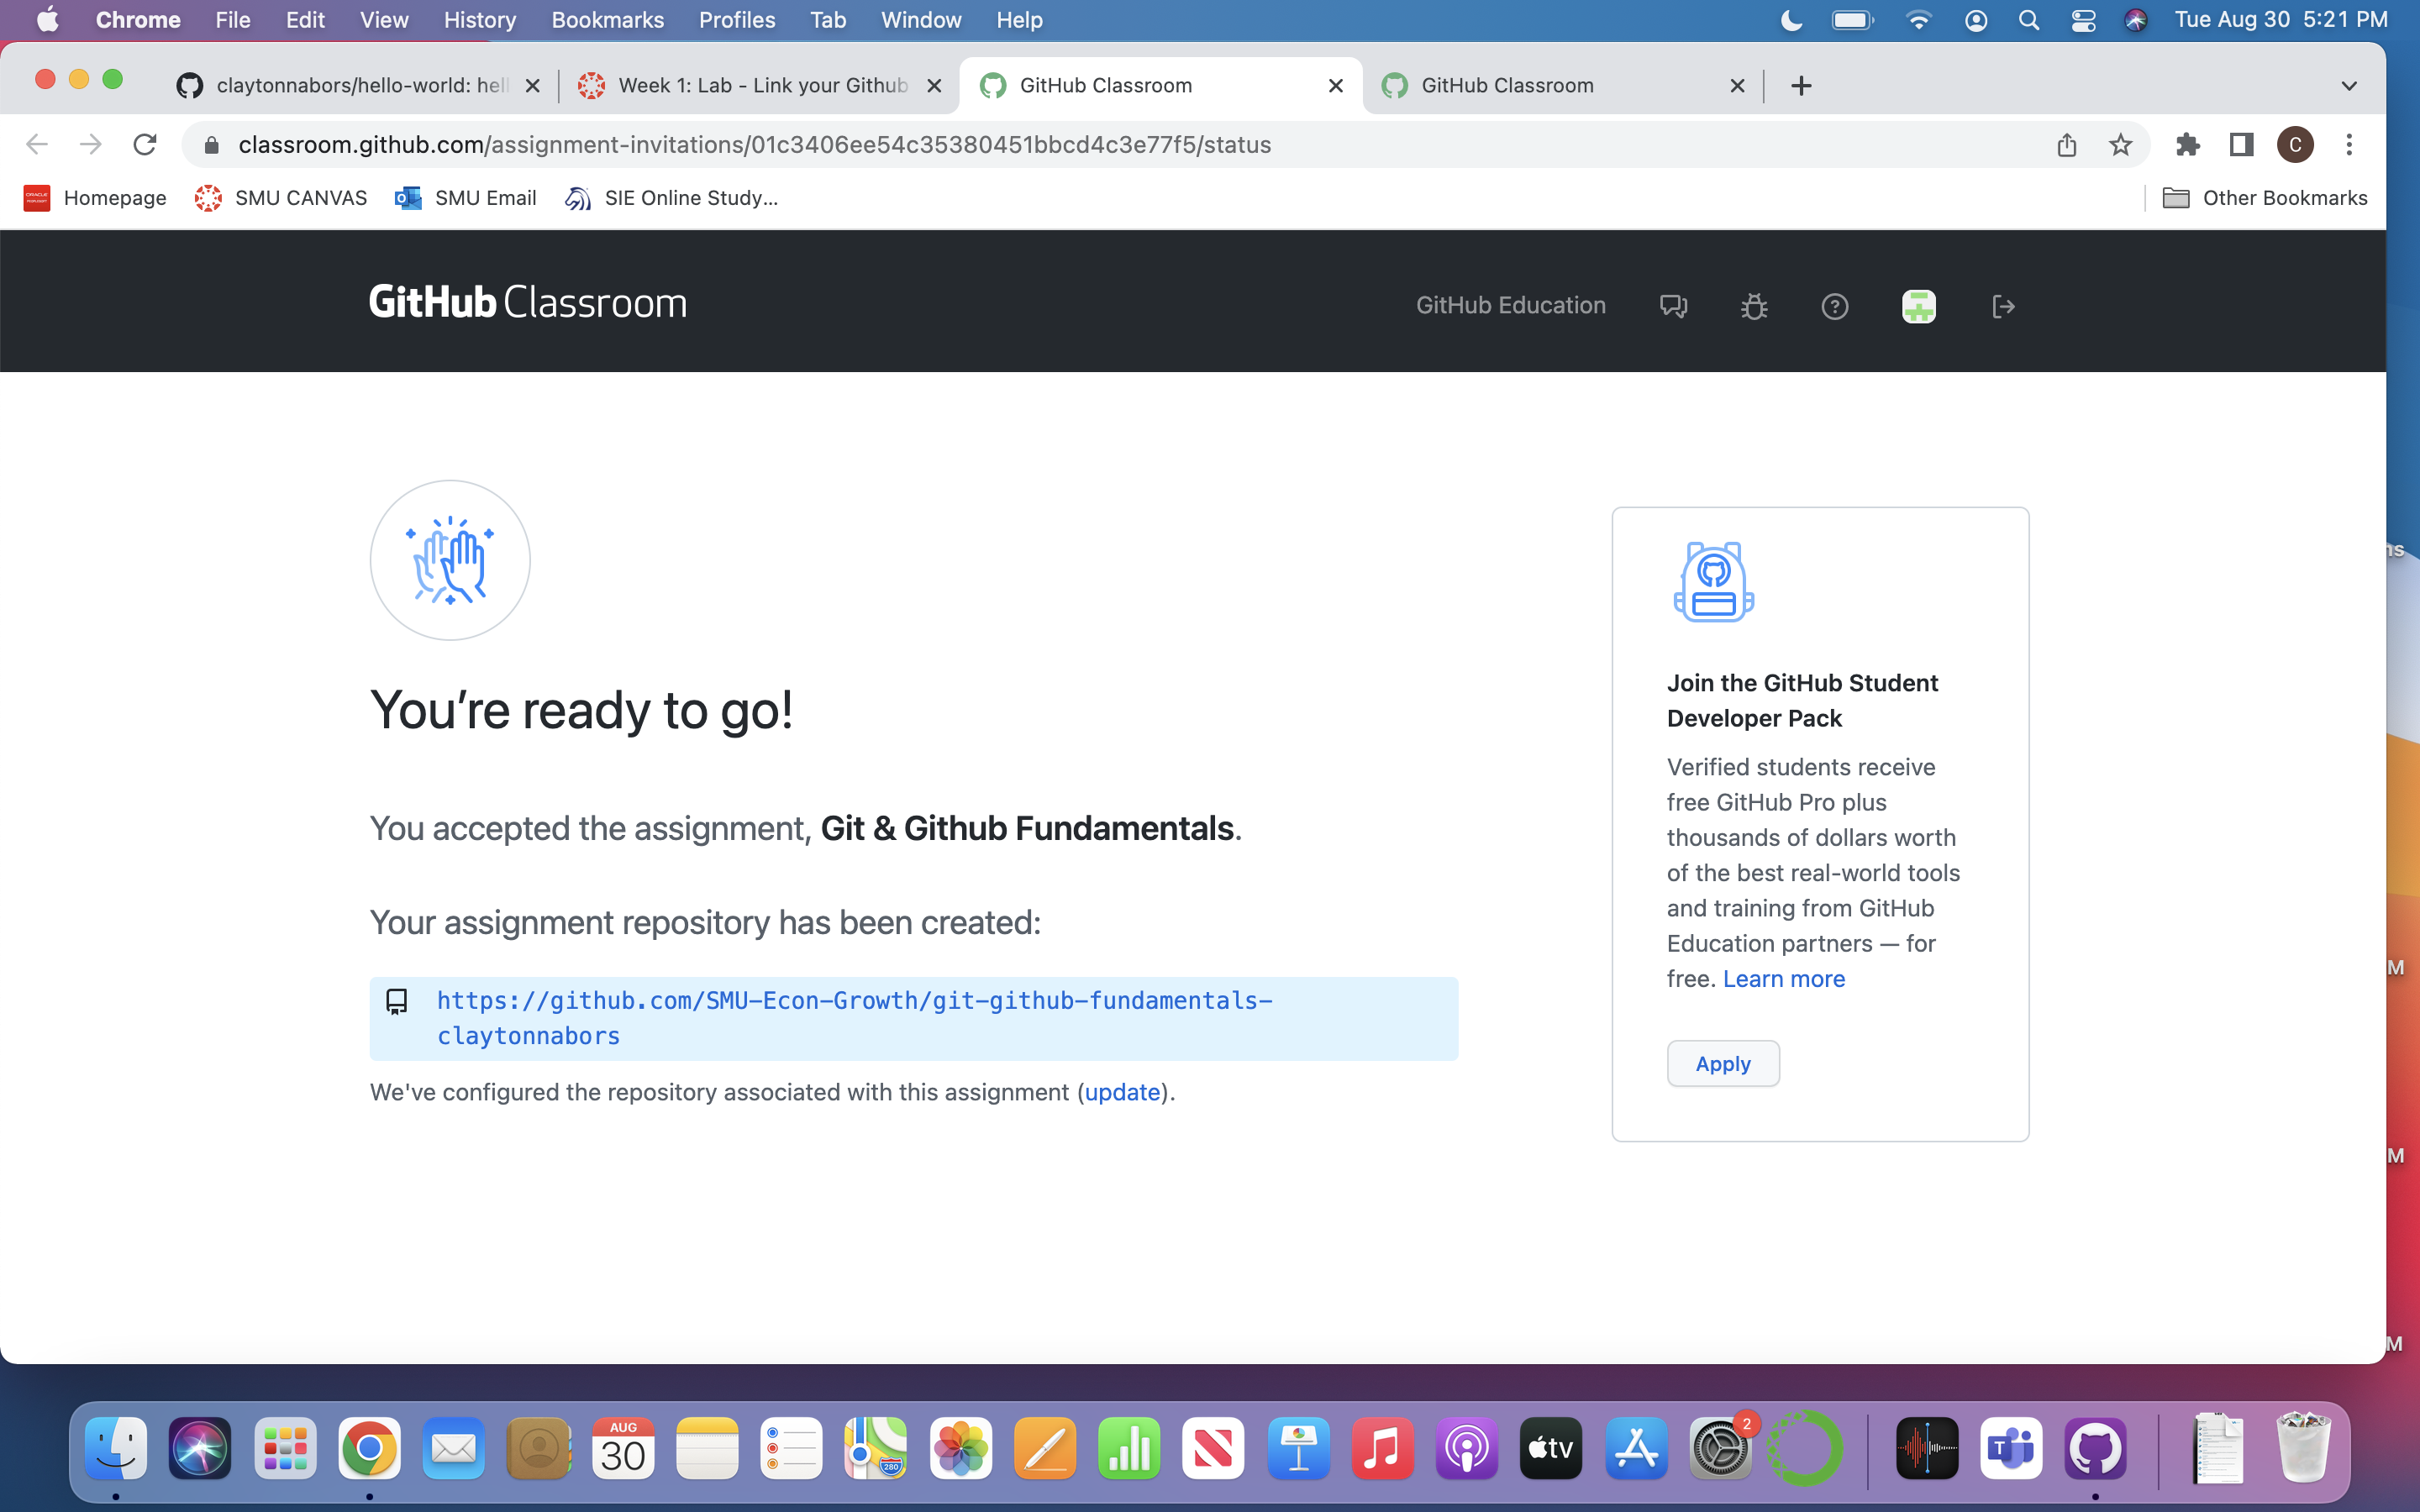 Chrome File Edit View History Bookmarks Profiles Tab Window Help Tue Aug 30 5:21 PM
claytonnabors/hello-world: hel Week 1: Lab - Link your Github GitHub Classroom GitHub Classroom
classroom.github.com/assignment-invitations/01c3406ee54c35380451bbcd4c3e77f5/status C
Homepage SMU CANVAS SMU Email SIE Online Study... Other Bookmarks
GitHub Classroom GitHub Education
You're ready to go!
You accepted the assignment, Git & Github Fundamentals.
Your assignment repository has been created:
https://github.com/SMU-Econ-Growth/git-github-fundamentals-
claytonnabors
We've configured the repository associated with this assignment (update).
Join the GitHub Student
Developer Pack
Verified students receive
free GitHub Pro plus
thousands of dollars worth
of the best real-world tools
and training from GitHub
Education partners — for
free. Learn more
Apply
ns
M
M
M
AUG
30
280
tv
2
T